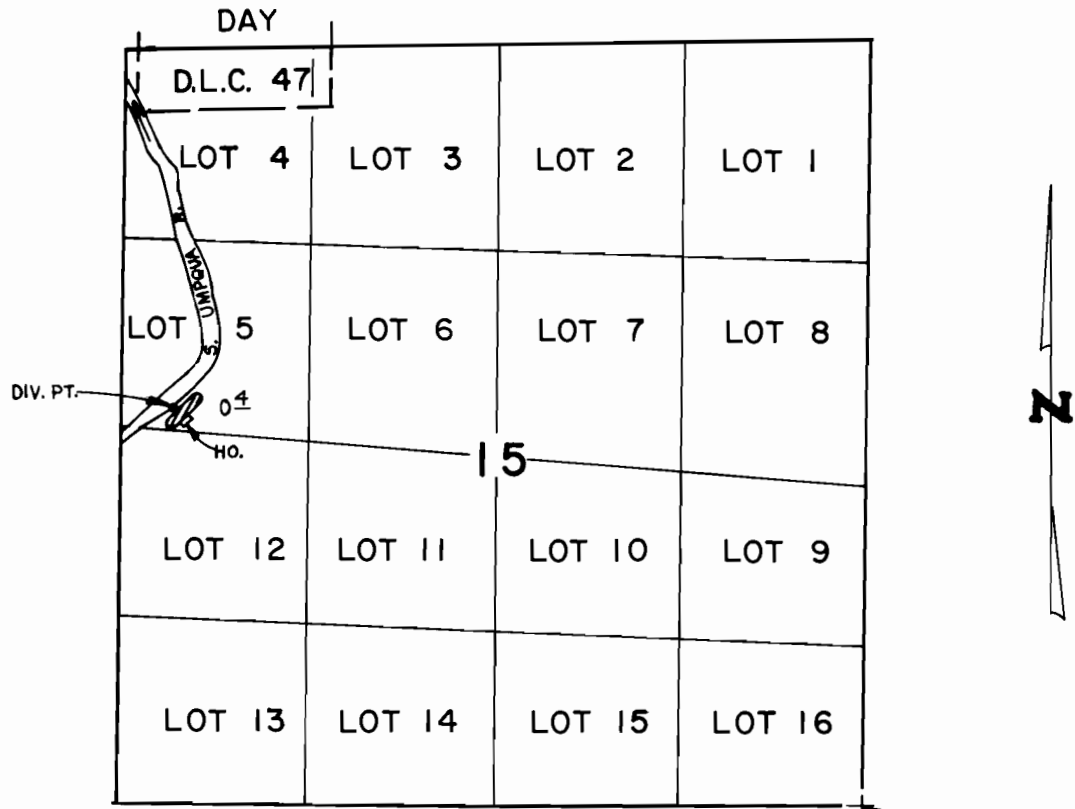 DAY
D.L.C. 47
LOT 4 LOT 3 LOT 2 LOT 1
S. UMPQUA R.
LOT 5 LOT 6 LOT 7 LOT 8
DIV. PT.
0.4
HO.
15
N
LOT 12 LOT 11 LOT 10 LOT 9
LOT 13 LOT 14 LOT 15 LOT 16